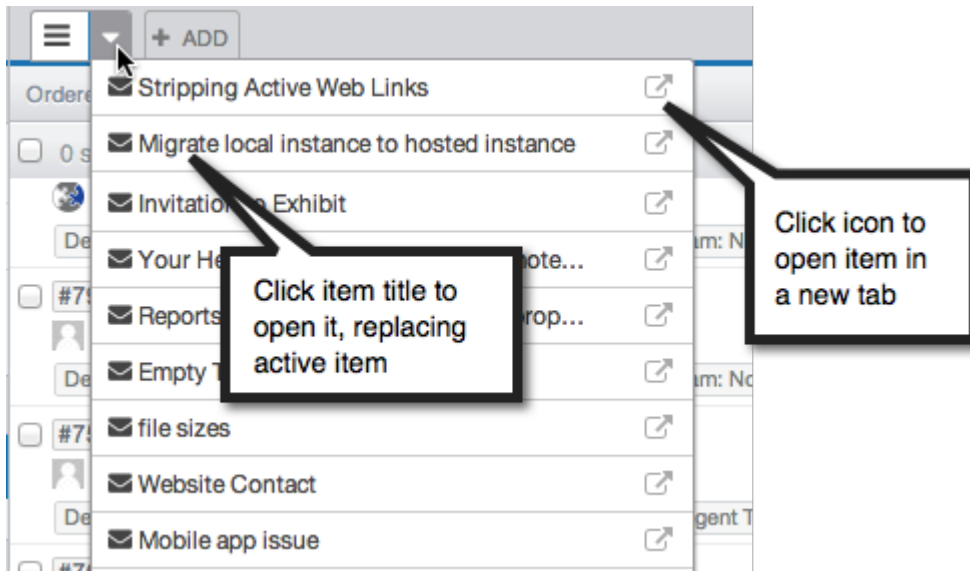 + ADD
Stripping Active Web Links
Ordere
Migrate local instance to hosted instance
0 s
Invitation to Exhibit
Click icon to
open item in
a new tab
De
Your He
ote...
am: N
Click item title to
open it, replacing
active item
#79
Reports
rop...
De
Empty T
am: No
#75
file sizes
Website Contact
De
gent T
Mobile app issue